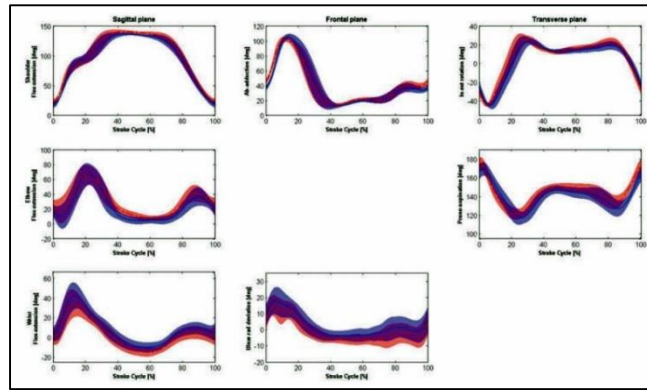 Sagittal plane
Frontal plane
Transverse plane
Shoulder
Flex extension [deg]
150
100
50
0
0 20 40 60 80 100
Stroke Cycle [%]
Ab-adduction [deg]
120
100
80
60
40
20
0
0 20 40 60 80 100
Stroke Cycle [%]
In-ext rotation [deg]
40
20
0
-20
-40
0 20 40 60 80 100
Stroke Cycle [%]
Elbow
Flex extension [deg]
100
80
60
40
20
0
-20
0 20 40 60 80 100
Stroke Cycle [%]
[deg]
180
160
140
120
100
0 20 40 60 80 100
Stroke Cycle [%]
Wrist
Flex extension [deg]
60
40
20
0
-20
0 20 40 60 80 100
Stroke Cycle [%]
Ulnar rad deviation [deg]
40
30
20
10
0
-10
-20
0 20 40 60 80 100
Stroke Cycle [%]